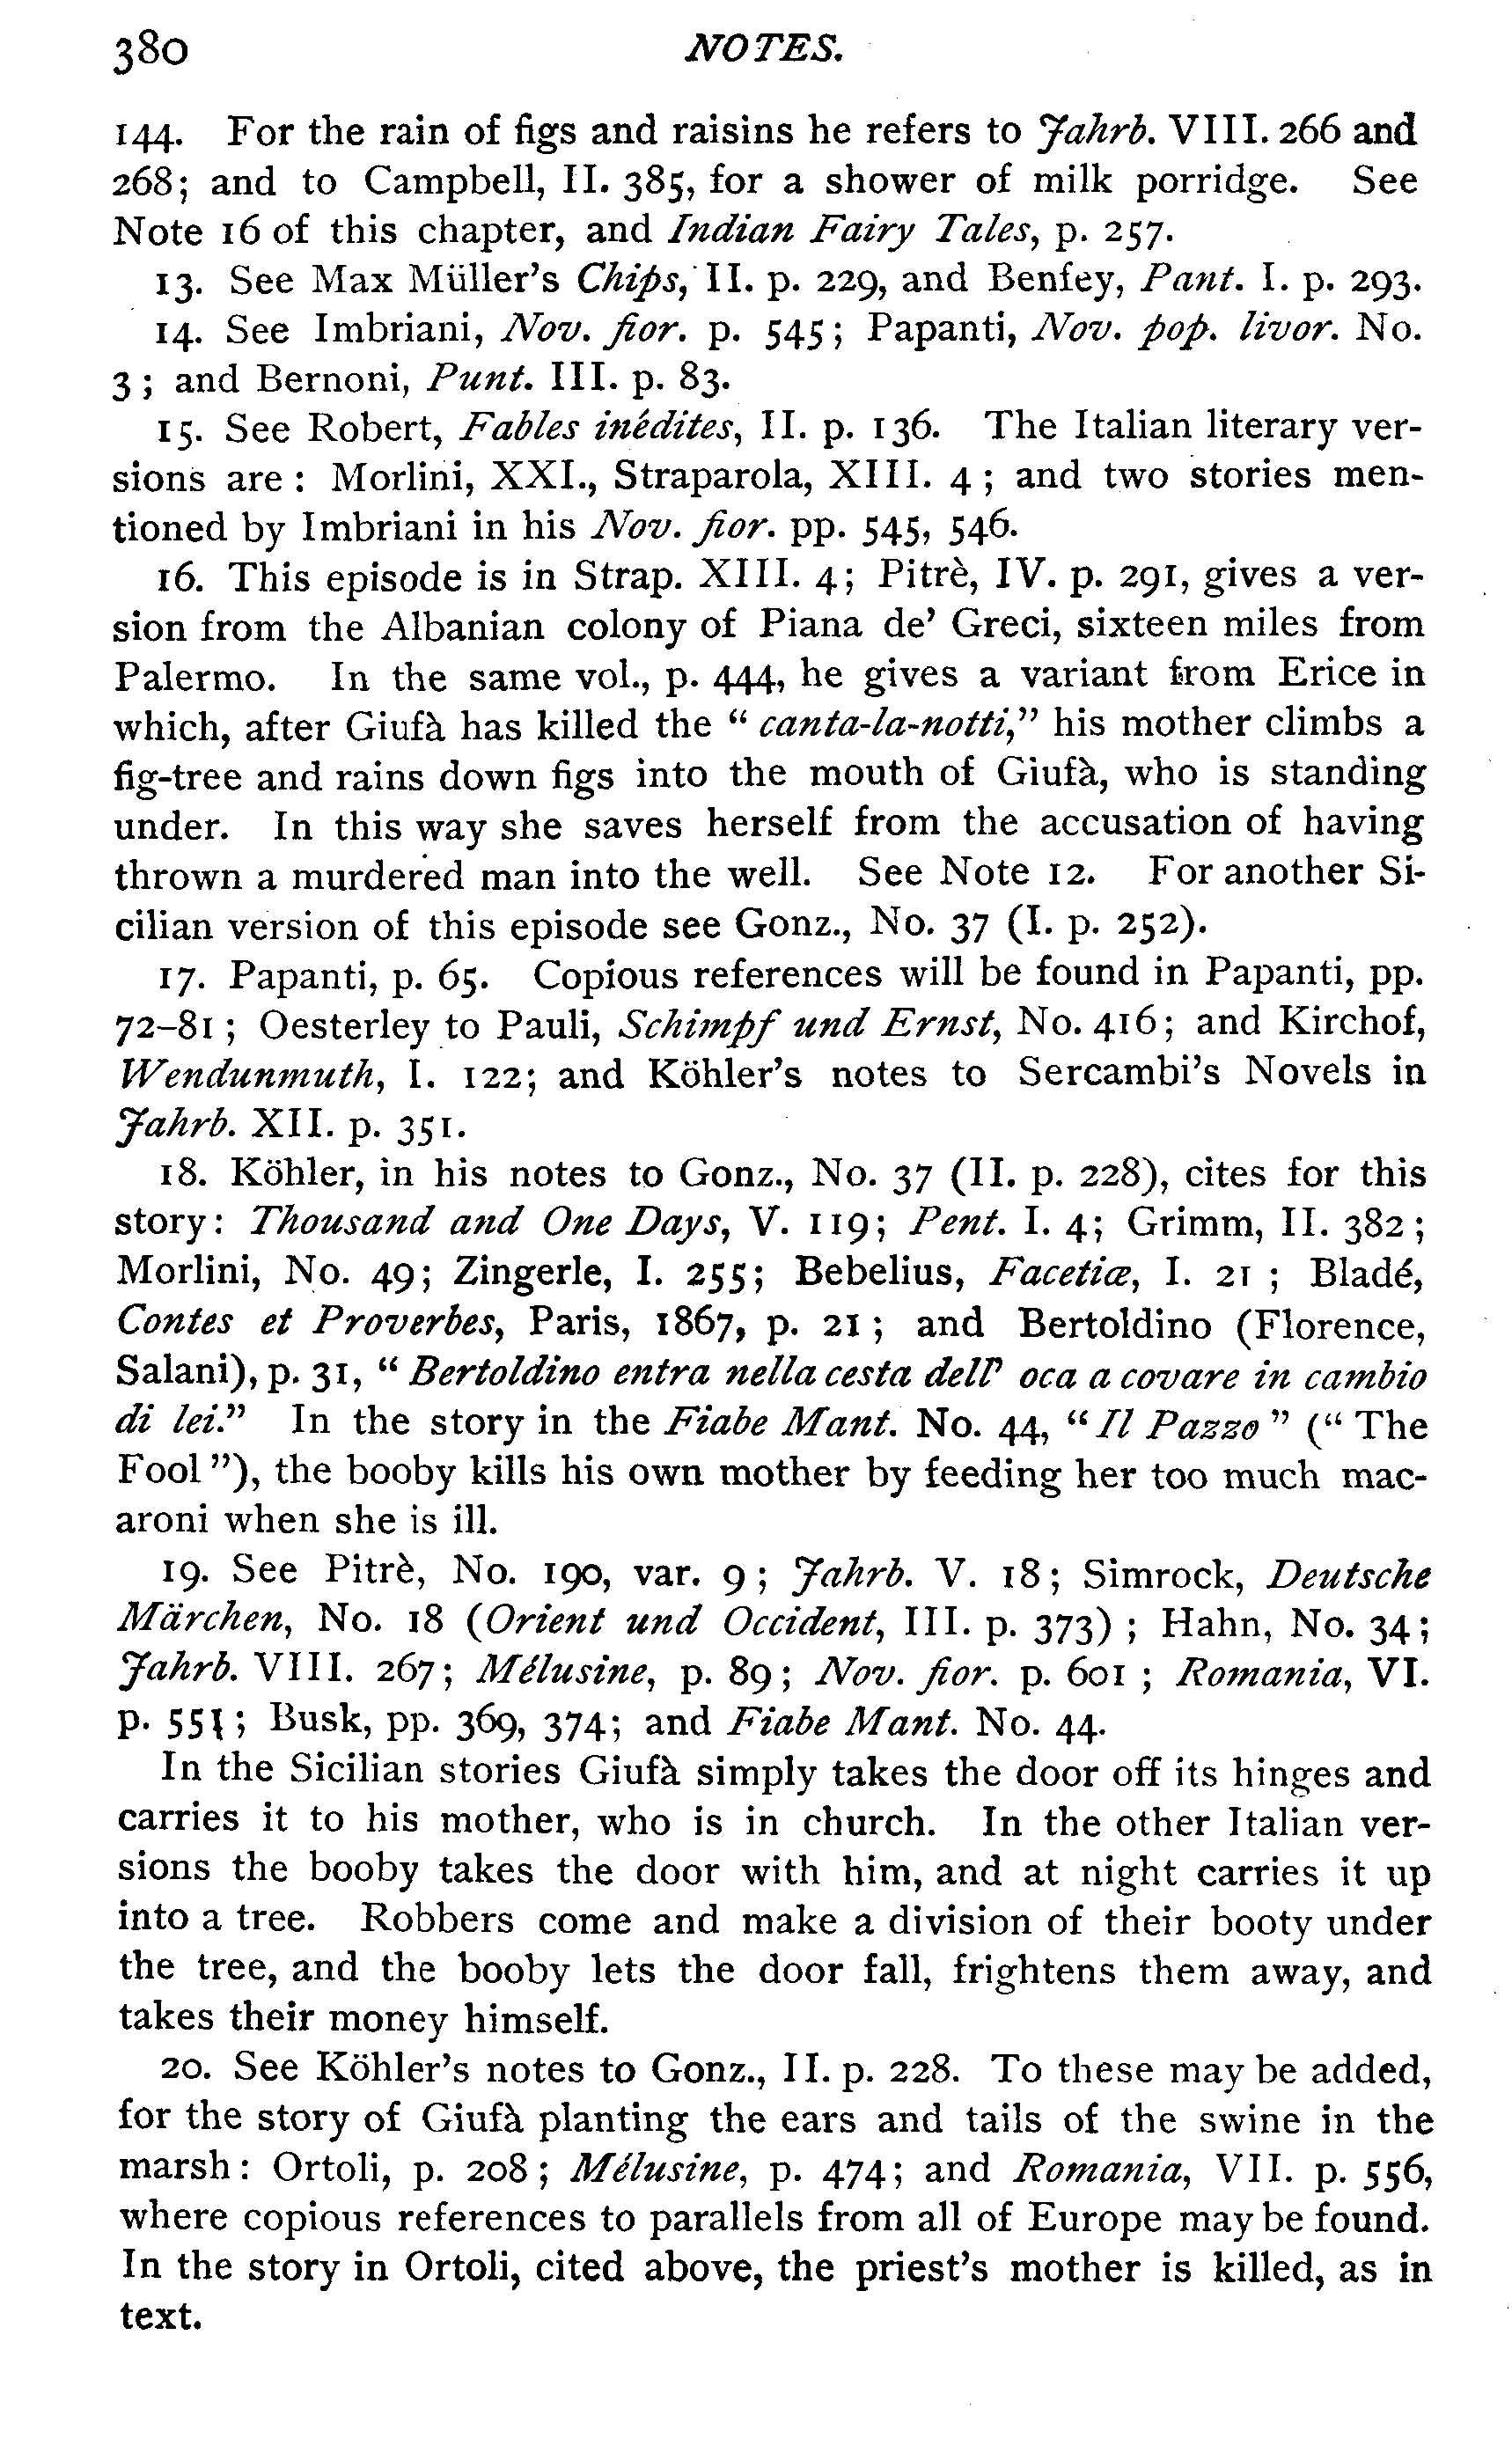 380 NOTES.
144. For the rain of figs and raisins he refers to Jahrb. VIII. 266 and
268; and to Campbell, II. 385, for a shower of milk porridge. See
Note 16 of this chapter, and Indian Fairy Tales, p. 257.
13. See Max Müller's Chips, II. p. 229, and Benfey, Pant. I. p. 293.
14. See Imbriani, Nov. fior. p. 545; Papanti, Nov. pop. livor. No.
3; and Bernoni, Punt. III. p. 83.
15. See Robert, Fables inédites, II. p. 136. The Italian literary ver-
sions are: Morlini, XXI., Straparola, XIII. 4; and two stories men-
tioned by Imbriani in his Nov. fior. pp. 545, 546.
16. This episode is in Strap. XIII. 4; Pitrè, IV. p. 291, gives a ver-
sion from the Albanian colony of Piana de' Greci, sixteen miles from
Palermo. In the same vol., p. 444, he gives a variant from Erice in
which, after Giufà has killed the "canta-la-notti," his mother climbs a
fig-tree and rains down figs into the mouth of Giufà, who is standing
under. In this way she saves herself from the accusation of having
thrown a murdered man into the well. See Note 12. For another Si-
cilian version of this episode see Gonz., No. 37 (I. p. 252).
17. Papanti, p. 65. Copious references will be found in Papanti, pp.
72–81; Oesterley to Pauli, Schimpf und Ernst, No. 416; and Kirchof,
Wendunmuth, I. 122; and Köhler's notes to Sercambi's Novels in
Jahrb. XII. p. 351.
18. Köhler, in his notes to Gonz., No. 37 (II. p. 228), cites for this
story: Thousand and One Days, V. 119; Pent. I. 4; Grimm, II. 382;
Morlini, No. 49; Zingerle, I. 255; Bebelius, Facetiæ, I. 21; Bladé,
Contes et Proverbes, Paris, 1867, p. 21; and Bertoldino (Florence,
Salani), p. 31, "Bertoldino entra nella cesta dell' oca a covare in cambio
di lei." In the story in the Fiabe Mant. No. 44, "Il Pazzo" ("The
Fool"), the booby kills his own mother by feeding her too much mac-
aroni when she is ill.
19. See Pitrè, No. 190, var. 9; Jahrb. V. 18; Simrock, Deutsche
Märchen, No. 18 (Orient und Occident, III. p. 373); Hahn, No. 34;
Jahrb. VIII. 267; Mélusine, p. 89; Nov. fior. p. 601; Romania, VI.
p. 551; Busk, pp. 369, 374; and Fiabe Mant. No. 44.
In the Sicilian stories Giufà simply takes the door off its hinges and
carries it to his mother, who is in church. In the other Italian ver-
sions the booby takes the door with him, and at night carries it up
into a tree. Robbers come and make a division of their booty under
the tree, and the booby lets the door fall, frightens them away, and
takes their money himself.
20. See Köhler's notes to Gonz., II. p. 228. To these may be added,
for the story of Giufà planting the ears and tails of the swine in the
marsh: Ortoli, p. 208; Mélusine, p. 474; and Romania, VII. p. 556,
where copious references to parallels from all of Europe may be found.
In the story in Ortoli, cited above, the priest's mother is killed, as in
text.